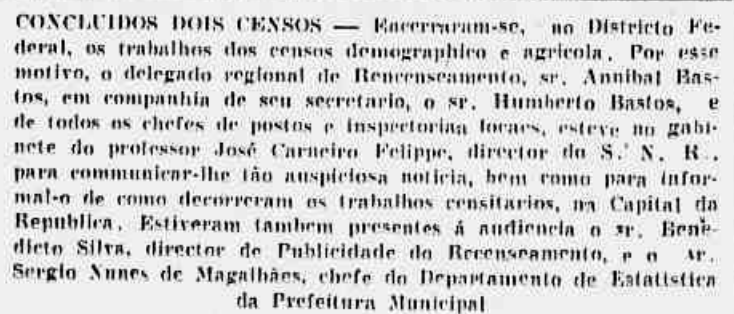 CONCLUIDOS DOIS CENSOS — Encerraram-se, no Districto Fe-
deral, os trabalhos dos censos demographico e agricola. Por esse
motivo, o delegado regional de Recenseamento, sr. Annibal Bas-
tos, em companhia de seu secretario, o sr. Humberto Bastos, e
de todos os chefes de postos e inspectorias locaes, esteve no gabi-
nete do professor José Carneiro Felippe, director do S. N. R.,
para communicar-lhe tão auspiciosa noticia, bem como para infor-
mal-o de como decorreram os trabalhos censitarios, na Capital da
Republica. Estiveram tambem presentes á audiencia o sr. Bene-
dicto Silva, director de Publicidade do Recenseamento, e o sr.
Sergio Nunes de Magalhães, chefe do Departamento de Estatistica
da Prefeitura Municipal